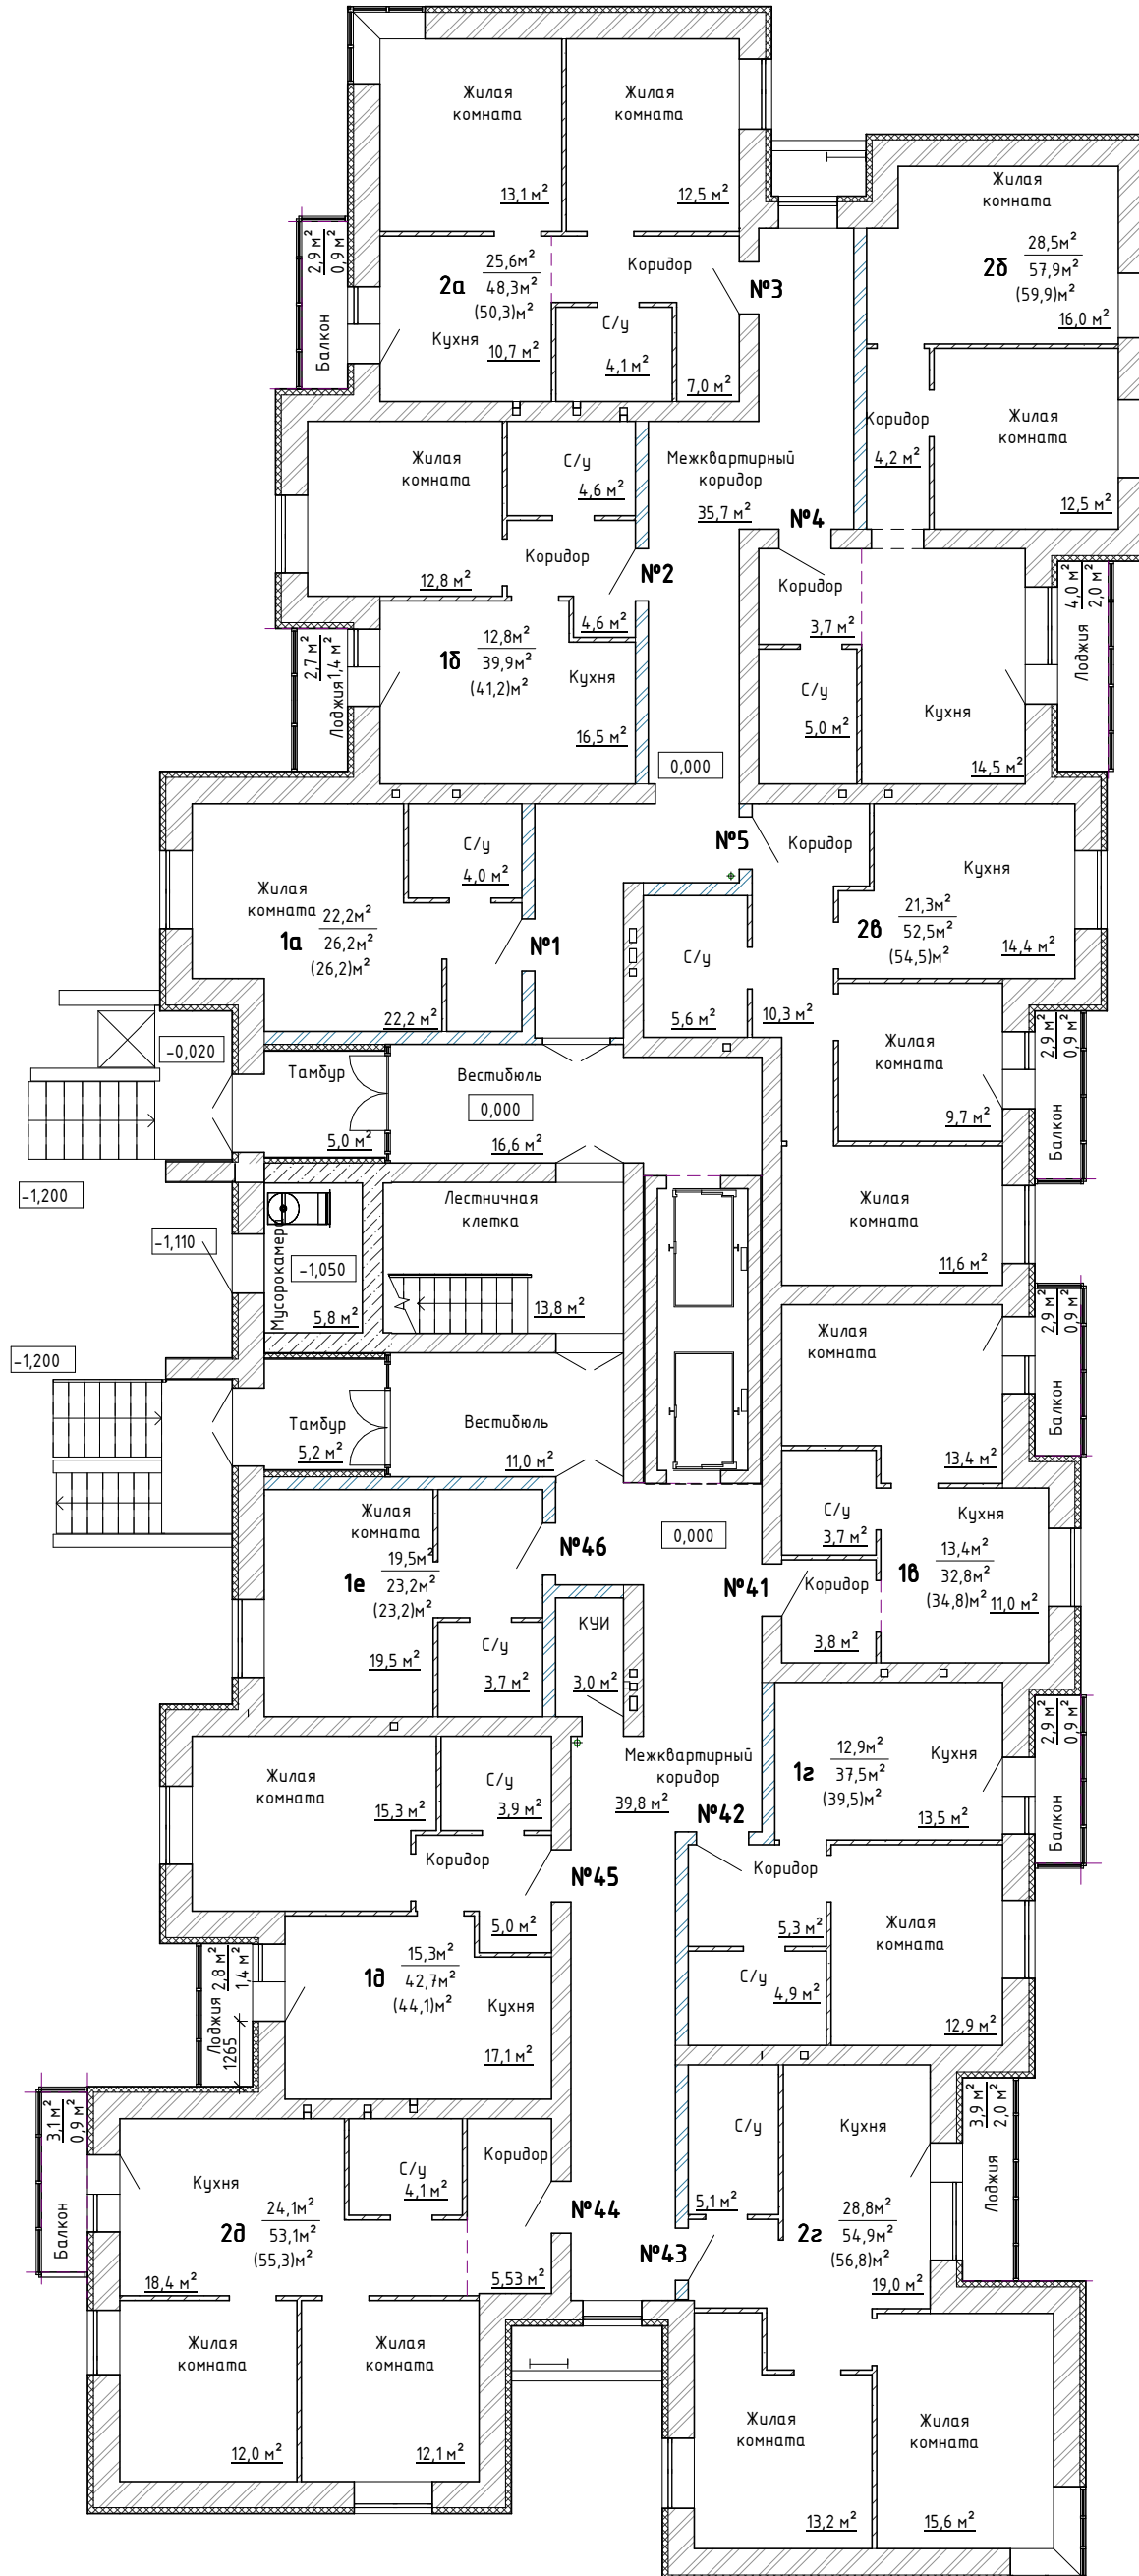 Жилая
комната
13,1 м²
Жилая
комната
12,5 м²
2,9 м²
0,9 м²
Балкон
2а
25,6м²
48,3м²
(50,3)м²
Кухня
10,7 м²
Коридор
С/у
4,1 м²
7,0 м²
№3
Жилая
комната
2б
28,5м²
57,9м²
(59,9)м²
16,0 м²
Жилая
комната
12,5 м²
Коридор
4,2 м²
Жилая
комната
12,8 м²
С/у
4,6 м²
Коридор
4,6 м²
№2
Межквартирный
коридор
35,7 м²
№4
Коридор
3,7 м²
С/у
5,0 м²
Кухня
14,5 м²
4,0 м²
2,0 м²
Лоджия
2,7 м²
1,4 м²
Лоджия
1б
12,8м²
39,9м²
(41,2)м²
Кухня
16,5 м²
0,000
Жилая
комната
1а
22,2м²
26,2м²
(26,2)м²
22,2 м²
С/у
4,0 м²
№1
№5
Коридор
Кухня
2в
21,3м²
52,5м²
(54,5)м²
14,4 м²
С/у
5,6 м²
10,3 м²
Жилая
комната
9,7 м²
2,9 м²
0,9 м²
Балкон
-0,020
Тамбур
5,0 м²
Вестибюль
0,000
16,6 м²
-1,200
-1,110
Мусорокамера
-1,050
5,8 м²
Лестничная
клетка
13,8 м²
Жилая
комната
11,6 м²
-1,200
Тамбур
5,2 м²
Вестибюль
11,0 м²
Жилая
комната
13,4 м²
2,9 м²
0,9 м²
Балкон
Жилая
комната
1е
19,5м²
23,2м²
(23,2)м²
19,5 м²
С/у
3,7 м²
№46
0,000
№41
С/у
3,7 м²
Коридор
3,8 м²
Кухня
1в
13,4м²
32,8м²
(34,8)м²
11,0 м²
КУИ
3,0 м²
Жилая
комната
15,3 м²
С/у
3,9 м²
Коридор
5,0 м²
№45
Межквартирный
коридор
39,8 м²
№42
1г
12,9м²
37,5м²
(39,5)м²
Кухня
13,5 м²
2,9 м²
0,9 м²
Балкон
Коридор
5,3 м²
С/у
4,9 м²
Жилая
комната
12,9 м²
2,8 м²
1,4 м²
Лоджия
1265
1д
15,3м²
42,7м²
(44,1)м²
Кухня
17,1 м²
3,1 м²
0,9 м²
Балкон
Кухня
2д
24,1м²
53,1м²
(55,3)м²
18,4 м²
С/у
4,1 м²
Коридор
5,53 м²
№44
№43
С/у
5,1 м²
Кухня
2г
28,8м²
54,9м²
(56,8)м²
19,0 м²
3,9 м²
2,0 м²
Лоджия
Жилая
комната
12,0 м²
Жилая
комната
12,1 м²
Жилая
комната
13,2 м²
Жилая
комната
15,6 м²